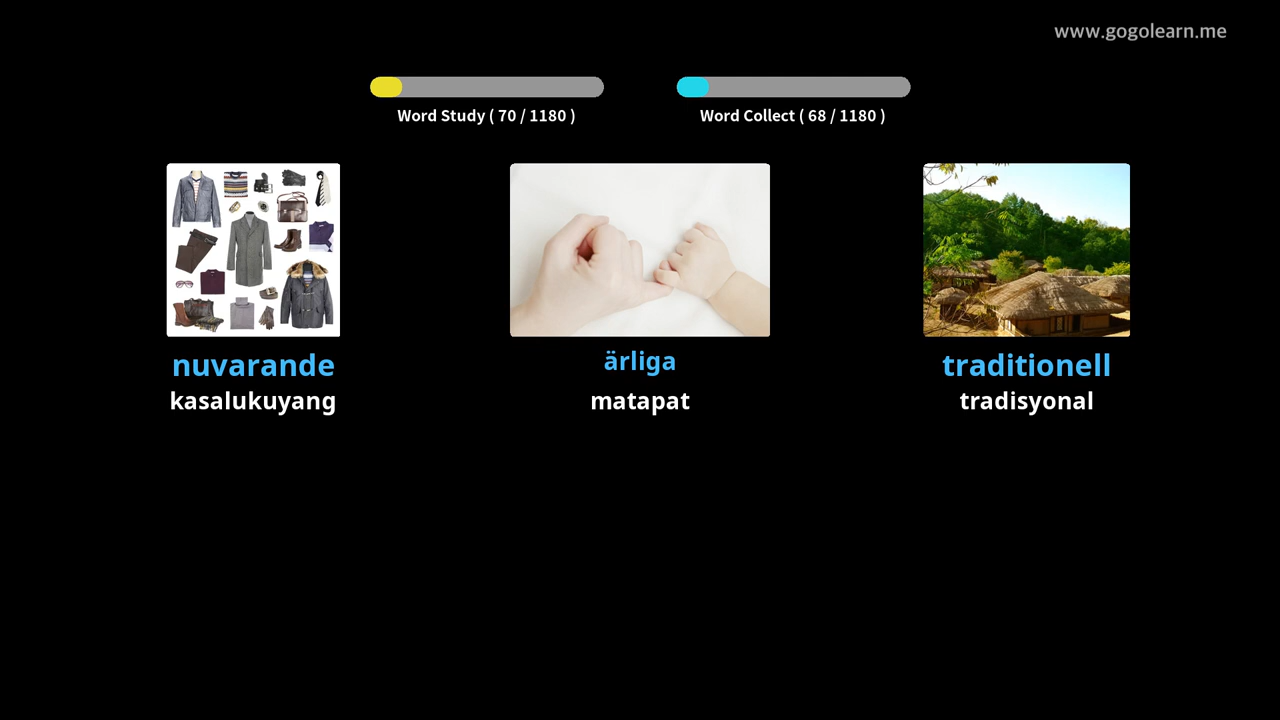 www.gogolearn.me
Word Study ( 70 / 1180 )
Word Collect ( 68 / 1180 )
nuvarande
kasalukuyang
ärliga
matapat
traditionell
tradisyonal